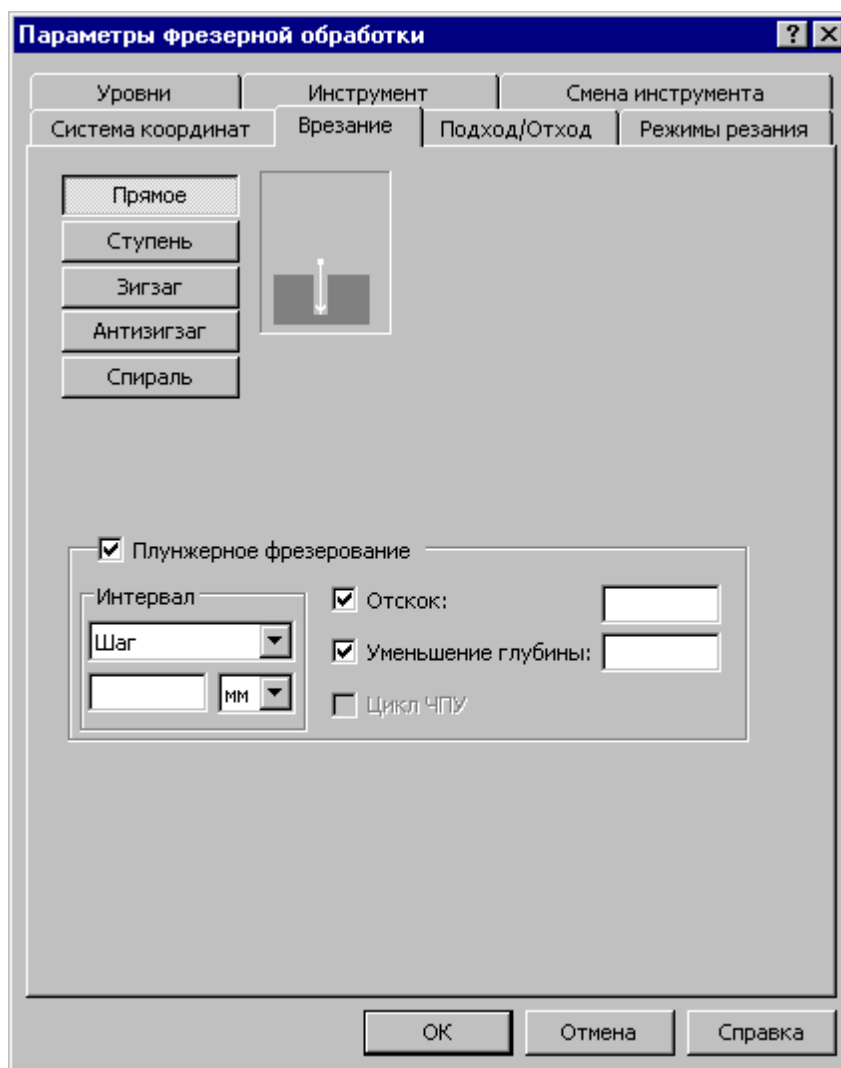 Параметры фрезерной обработки
Уровни Инструмент Смена инструмента
Система координат Врезание Подход/Отход Режимы резания
Прямое
Ступень
Зигзаг
Антизигзаг
Спираль
Плунжерное фрезерование
Интервал
Шаг
мм
Отскок:
Уменьшение глубины:
Цикл ЧПУ
ОК Отмена Справка